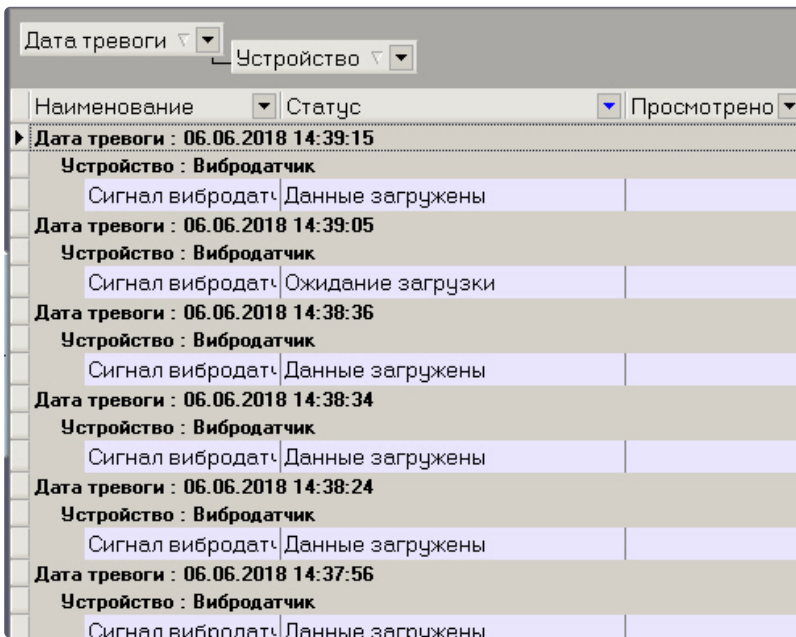 Дата тревоги
Устройство
Наименование Статус Просмотрено
Дата тревоги : 06.06.2018 14:39:15
Устройство : Вибродатчик
Сигнал вибродатч Данные загружены
Дата тревоги : 06.06.2018 14:39:05
Устройство : Вибродатчик
Сигнал вибродатч Ожидание загрузки
Дата тревоги : 06.06.2018 14:38:36
Устройство : Вибродатчик
Сигнал вибродатч Данные загружены
Дата тревоги : 06.06.2018 14:38:34
Устройство : Вибродатчик
Сигнал вибродатч Данные загружены
Дата тревоги : 06.06.2018 14:38:24
Устройство : Вибродатчик
Сигнал вибродатч Данные загружены
Дата тревоги : 06.06.2018 14:37:56
Устройство : Вибродатчик
Сигнал вибродатч Данные загружены